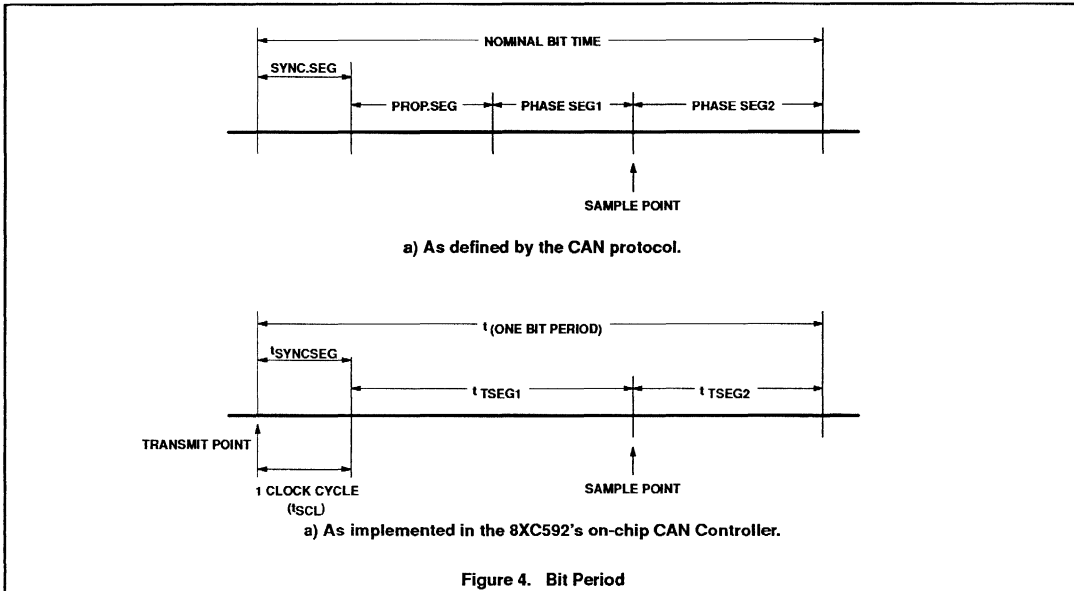 NOMINAL BIT TIME
SYNC.SEG
PROP.SEG PHASE SEG1 PHASE SEG2
SAMPLE POINT
a) As defined by the CAN protocol.
t (ONE BIT PERIOD)
tSYNCSEG
t TSEG1 t TSEG2
TRANSMIT POINT
1 CLOCK CYCLE
(tSCL)
SAMPLE POINT
a) As implemented in the 8XC592's on-chip CAN Controller.
Figure 4. Bit Period